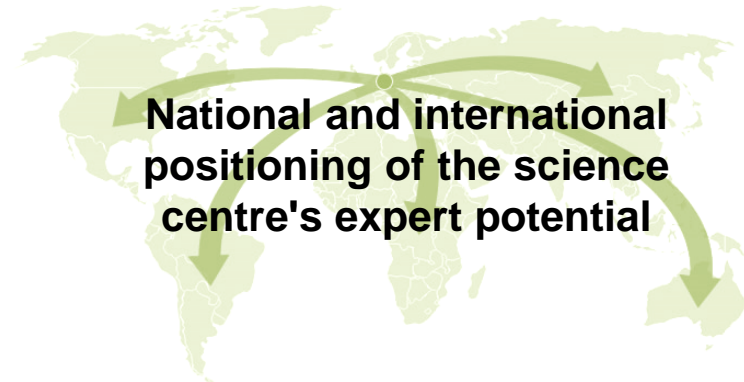 National and international
positioning of the science
centre's expert potential